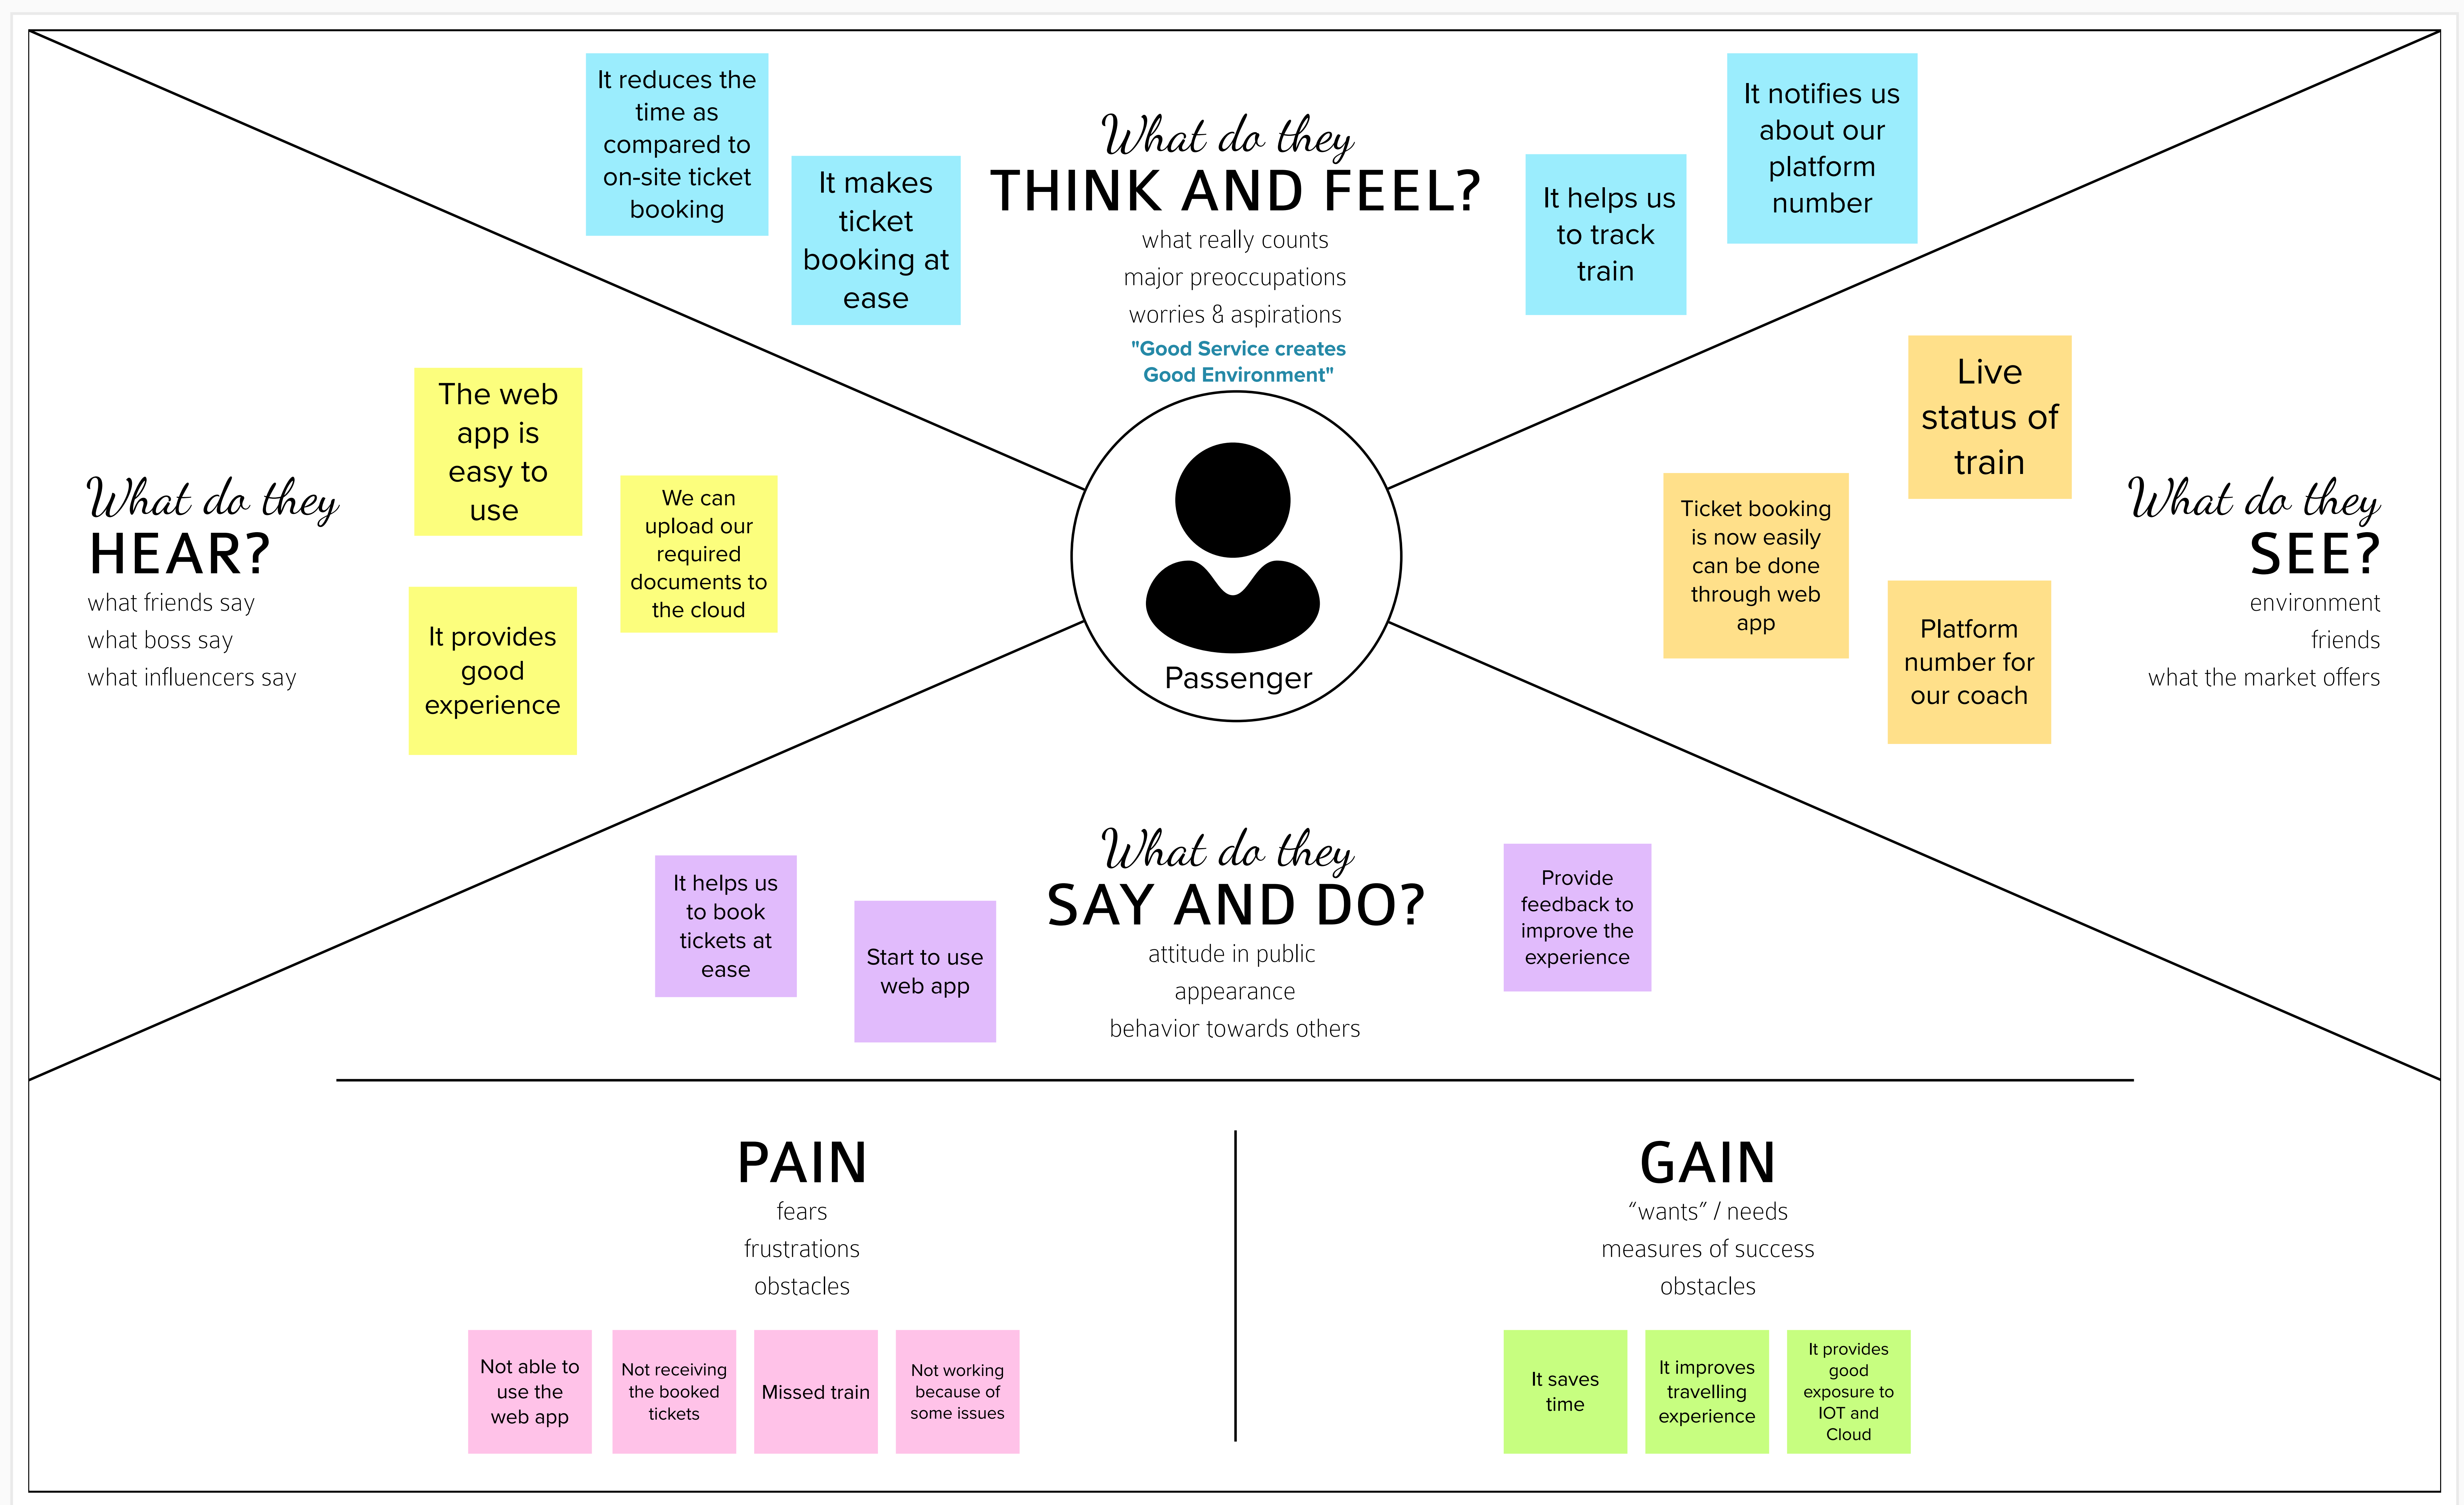 It reduces the
time as
compared to
on-site ticket
booking
It makes
ticket
booking at
ease
What do they
THINK AND FEEL?
what really counts
major preoccupations
worries & aspirations
"Good Service creates
Good Environment"
It helps us
to track
train
It notifies us
about our
platform
number
What do they
HEAR?
what friends say
what boss say
what influencers say
The web
app is
easy to
use
We can
upload our
required
documents to
the cloud
It provides
good
experience
Passenger
Live
status of
train
Ticket booking
is now easily
can be done
through web
app
Platform
number for
our coach
What do they
SEE?
environment
friends
what the market offers
It helps us
to book
tickets at
ease
Start to use
web app
What do they
SAY AND DO?
attitude in public
appearance
behavior towards others
Provide
feedback to
improve the
experience
PAIN
fears
frustrations
obstacles
Not able to
use the
web app
Not receiving
the booked
tickets
Missed train
Not working
because of
some issues
GAIN
“wants” / needs
measures of success
obstacles
It saves
time
It improves
travelling
experience
It provides
good
exposure to
IOT and
Cloud